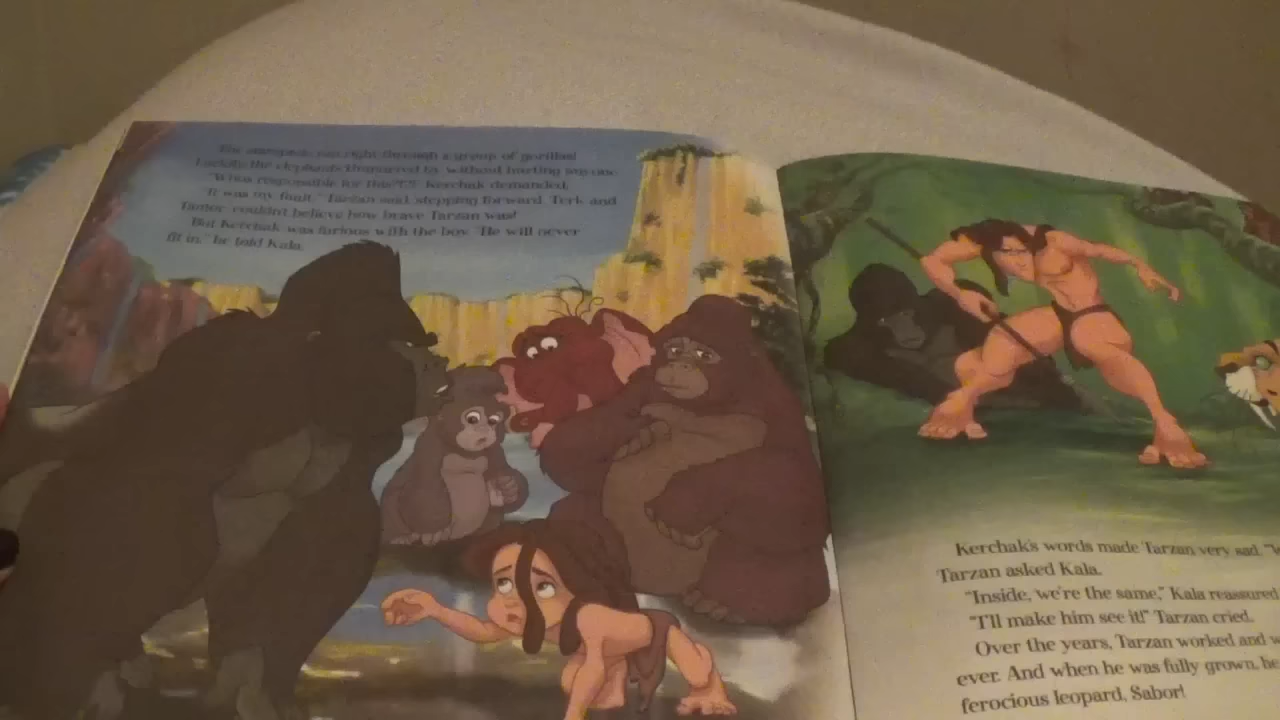 The stampede ran right through a group of gorillas!
Luckily, the elephants thundered by without hurting anyone.
"Who's responsible for this?!?" Kerchak demanded.
"It was my fault," Tarzan said, stepping forward. Terk and
Tantor couldn't believe how brave Tarzan was!
But Kerchak was furious with the boy. "He will never
fit in," he told Kala.
Kerchak's words made Tarzan very sad.
Tarzan asked Kala.
"Inside, we're the same," Kala reassured
"I'll make him see it!" Tarzan cried.
Over the years, Tarzan worked and
ever. And when he was fully grown, he
ferocious leopard, Sabor!